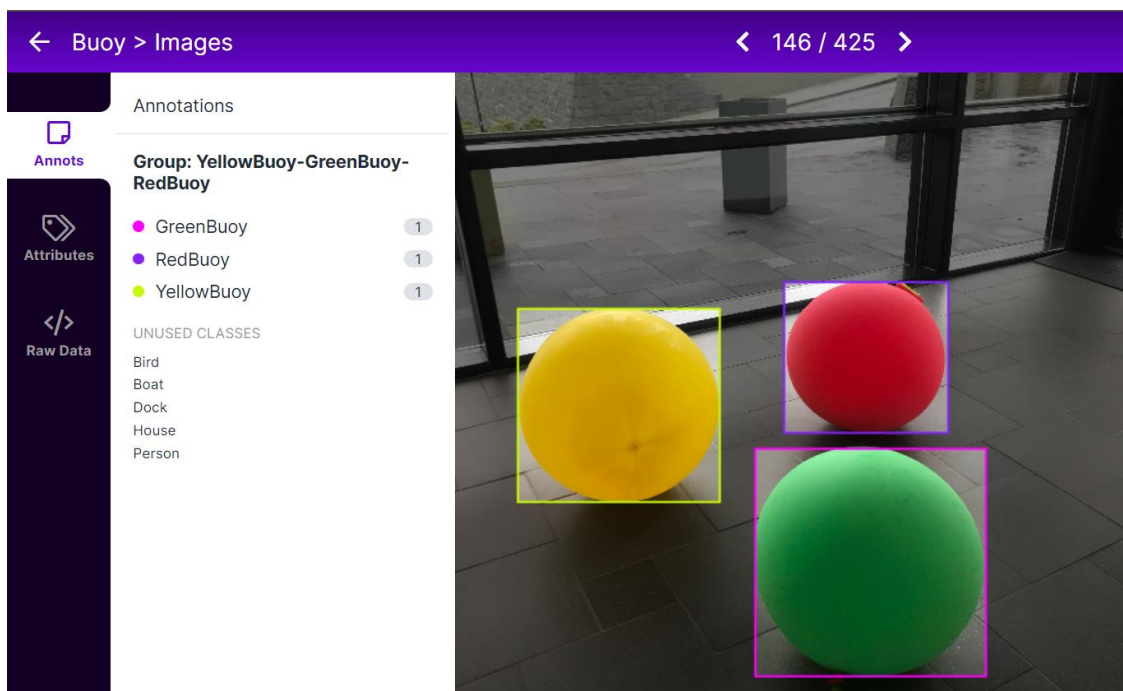 Buoy > Images
146 / 425
Annots
Attributes
</>
Raw Data
Annotations
Group: YellowBuoy-GreenBuoy-
RedBuoy
GreenBuoy 1
RedBuoy 1
YellowBuoy 1
UNUSED CLASSES
Bird
Boat
Dock
House
Person